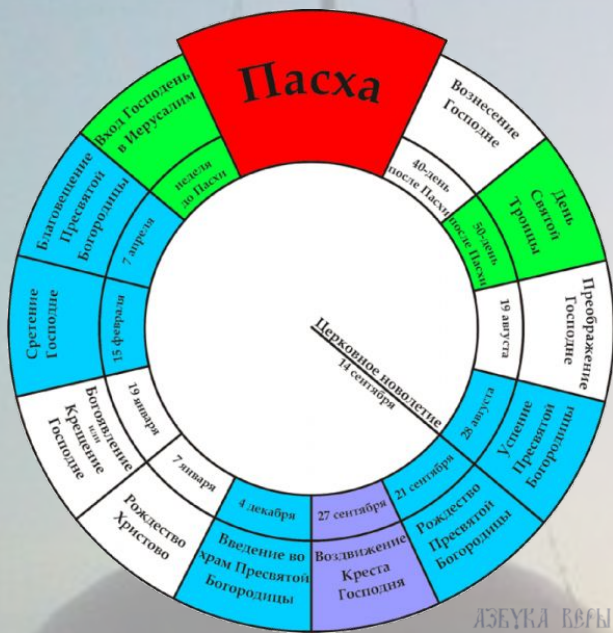 Пасха
Вознесение
Господне
40-день
после Пасхи
День
Святой
Троицы
50-день
после Пасхи
Преображение
Господне
19 августа
Успение
Пресвятой
Богородицы
28 августа
Церковное новолетие
14 сентября
Рождество
Пресвятой
Богородицы
21 сентября
Воздвижение
Креста
Господня
27 сентября
Введение во
храм Пресвятой
Богородицы
4 декабря
Рождество
Христово
7 января
Богоявление
или
Крещение
Господне
19 января
Сретение
Господне
15 февраля
Благовещение
Пресвятой
Богородицы
7 апреля
Вход Господень
в Иерусалим
неделя
до Пасхи
АЗБУКА ВЕРЫ